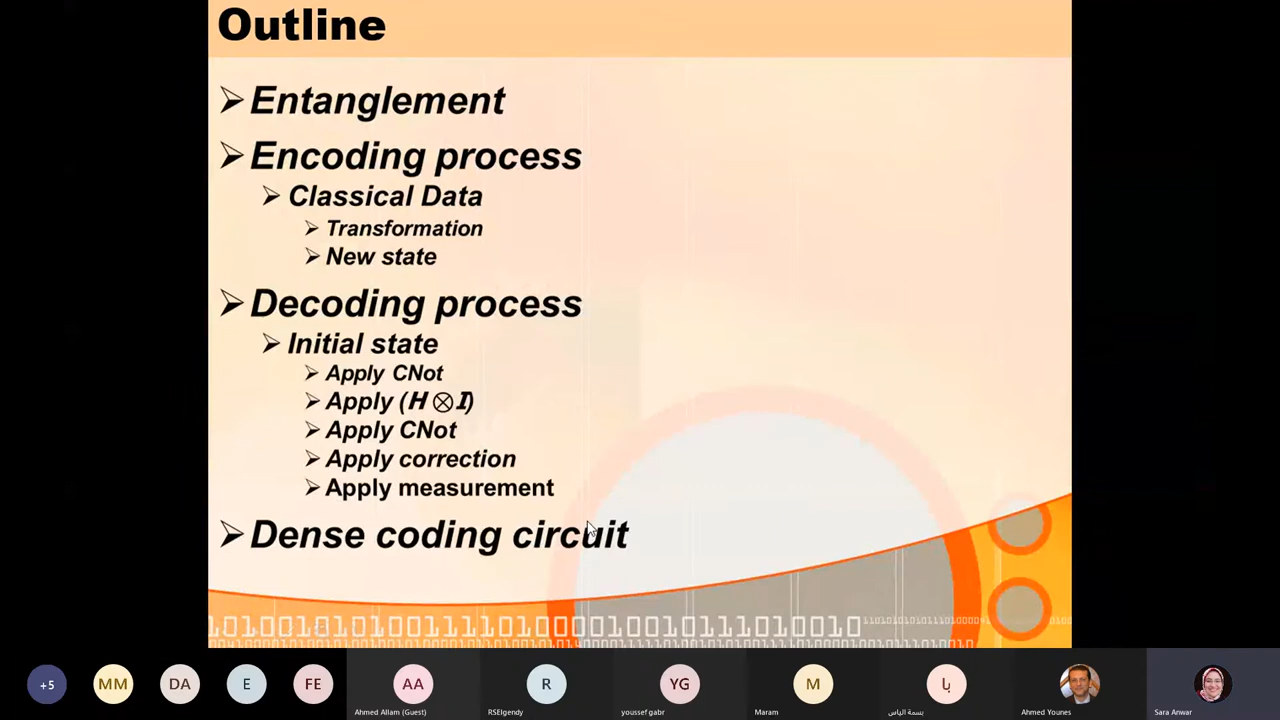 Outline
Entanglement
Encoding process
Classical Data
Transformation
New state
Decoding process
Initial state
Apply CNot
Apply (H ⊗ I)
Apply CNot
Apply correction
Apply measurement
Dense coding circuit
+5
MM
DA
E
FE
AA
R
YG
M
با
Ahmed Allam (Guest)
RSElgendy
youssef gabr
Maram
بسمة الياس
Ahmed Younes
Sara Anwar